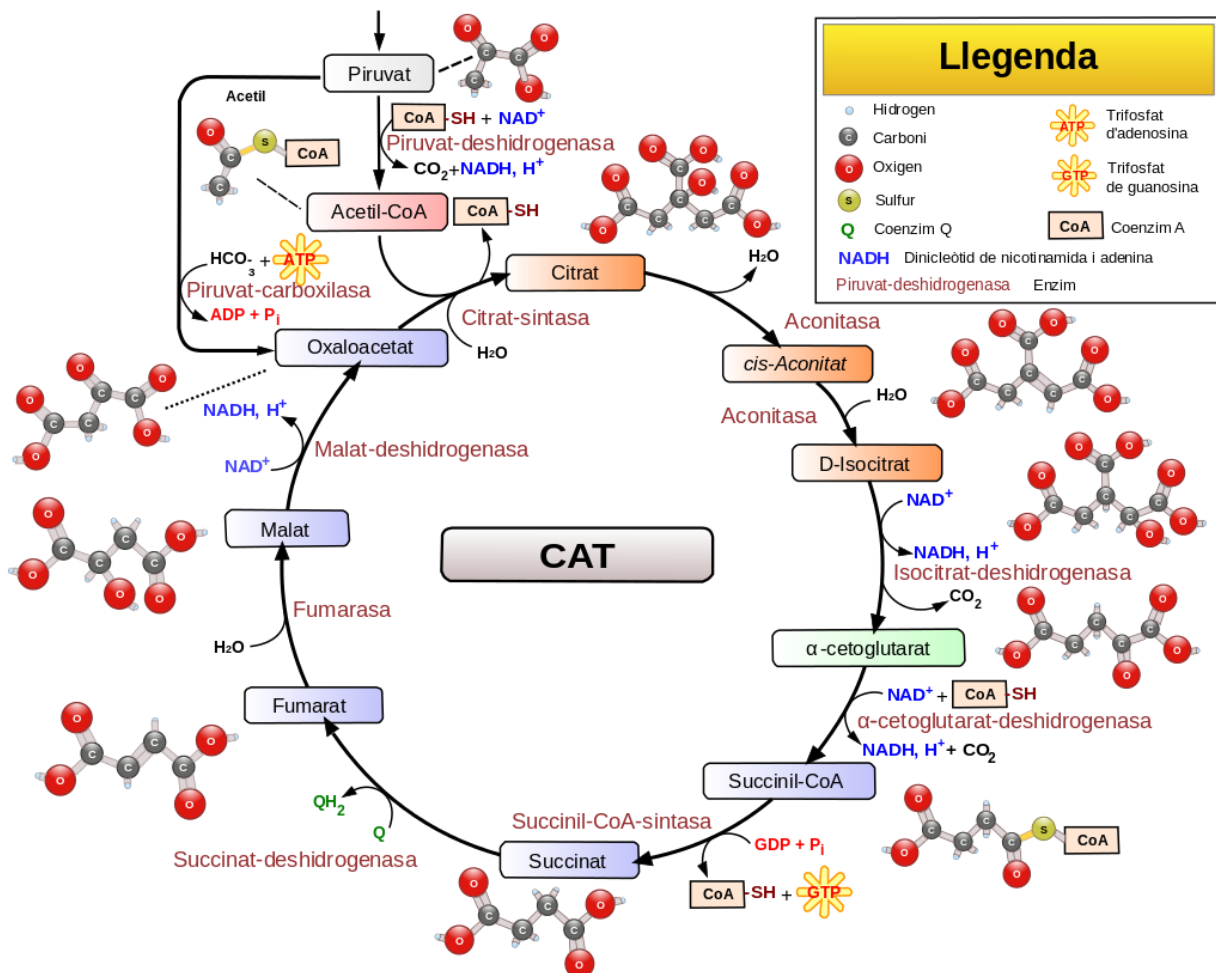 Piruvat
Acetil
CoA-SH + NAD⁺
Piruvat-deshidrogenasa
CO₂+NADH, H⁺
S
CoA
Acetil-CoA
CoA-SH
HCO₃⁻ + ATP
Piruvat-carboxilasa
ADP + Pi
Citrat
H₂O
Citrat-sintasa
H₂O
Oxaloacetat
Aconitasa
cis-Aconitat
H₂O
Aconitasa
D-Isocitrat
NAD⁺
NADH, H⁺
Isocitrat-deshidrogenasa
CO₂
α-cetoglutarat
NAD⁺ + CoA-SH
α-cetoglutarat-deshidrogenasa
NADH, H⁺ + CO₂
Succinil-CoA
S
CoA
Succinil-CoA-sintasa
GDP + Pi
CoA-SH + GTP
Succinat
QH₂
Q
Succinat-deshidrogenasa
Fumarat
H₂O
Fumarasa
Malat
NAD⁺
NADH, H⁺
Malat-deshidrogenasa
CAT
Llegenda
Hidrogen
C Carboni
O Oxigen
S Sulfur
Q Coenzim Q
ATP Trifosfat
d'adenosina
GTP Trifosfat
de guanosina
CoA Coenzim A
NADH Dinicleòtid de nicotinamida i adenina
Piruvat-deshidrogenasa Enzim